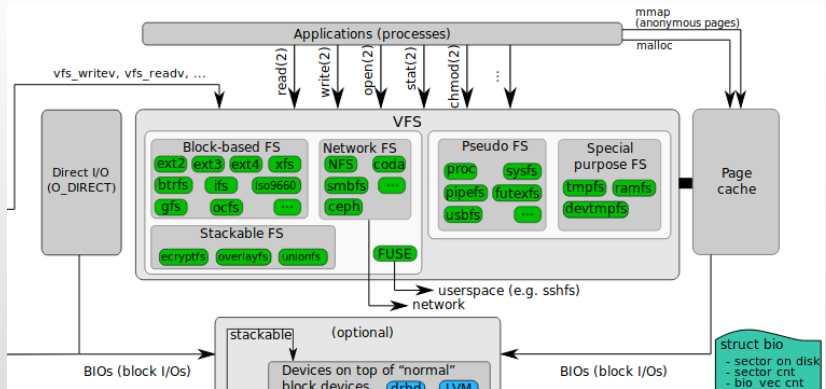 mmap
(anonymous pages)
Applications (processes)
malloc
vfs_writev, vfs_readv, ...
read(2)
write(2)
open(2)
stat(2)
chmod(2)
...
VFS
Direct I/O
(O_DIRECT)
Block-based FS
ext2 ext3 ext4 xfs
btrfs ifs iso9660
gfs ocfs ...
Network FS
NFS coda
smbfs ...
ceph
Pseudo FS
proc sysfs
pipefs futexfs
usbfs ...
Special
purpose FS
tmpfs ramfs
devtmpfs
Page
cache
Stackable FS
ecryptfs overlayfs unionfs
FUSE
userspace (e.g. sshfs)
network
stackable
(optional)
BIOs (block I/Os)
BIOs (block I/Os)
Devices on top of “normal”
block devices drbd LVM
struct bio
- sector on disk
- sector cnt
- bio_vec cnt